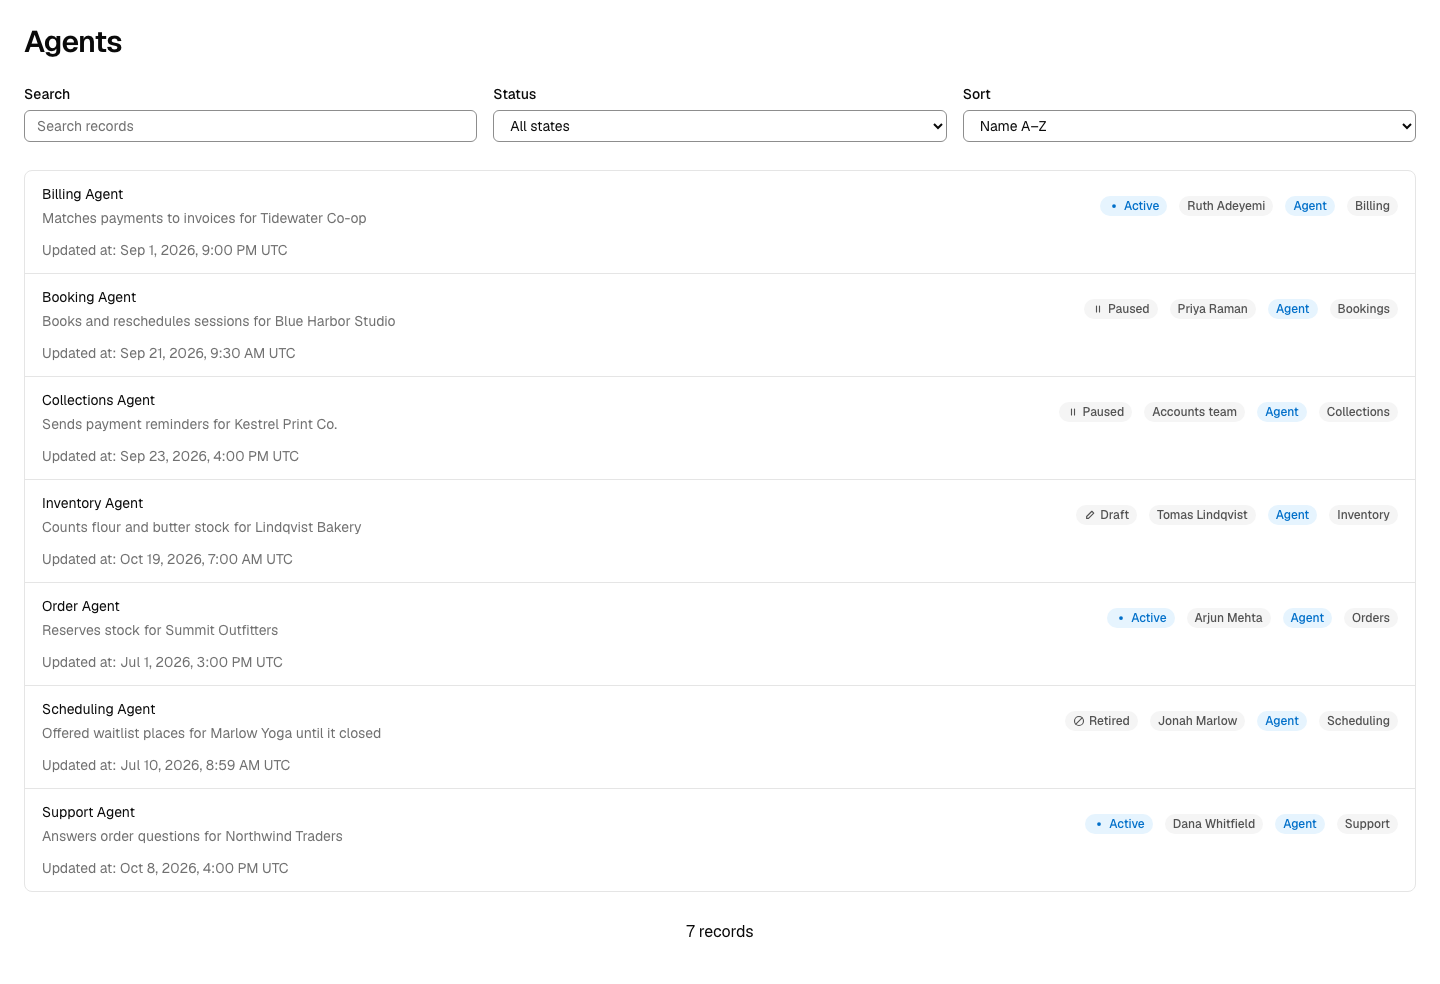 Agents
Search
Status
Sort
Search records
All states
Name A–Z
Billing Agent
Matches payments to invoices for Tidewater Co-op
Updated at: Sep 1, 2026, 9:00 PM UTC
Active Ruth Adeyemi Agent Billing
Booking Agent
Books and reschedules sessions for Blue Harbor Studio
Updated at: Sep 21, 2026, 9:30 AM UTC
Paused Priya Raman Agent Bookings
Collections Agent
Sends payment reminders for Kestrel Print Co.
Updated at: Sep 23, 2026, 4:00 PM UTC
Paused Accounts team Agent Collections
Inventory Agent
Counts flour and butter stock for Lindqvist Bakery
Updated at: Oct 19, 2026, 7:00 AM UTC
Draft Tomas Lindqvist Agent Inventory
Order Agent
Reserves stock for Summit Outfitters
Updated at: Jul 1, 2026, 3:00 PM UTC
Active Arjun Mehta Agent Orders
Scheduling Agent
Offered waitlist places for Marlow Yoga until it closed
Updated at: Jul 10, 2026, 8:59 AM UTC
Retired Jonah Marlow Agent Scheduling
Support Agent
Answers order questions for Northwind Traders
Updated at: Oct 8, 2026, 4:00 PM UTC
Active Dana Whitfield Agent Support
7 records